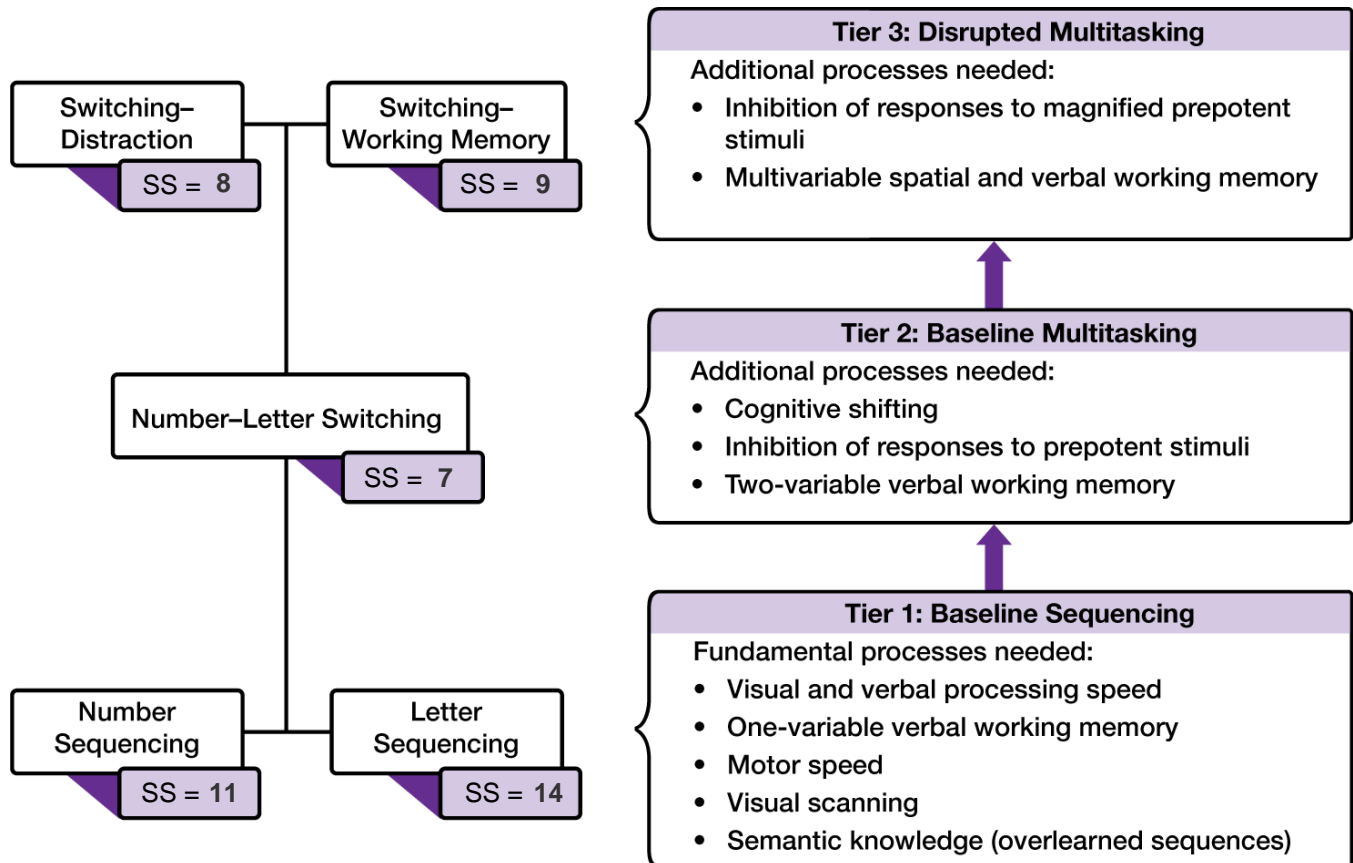 Switching–
Distraction
SS = 8
Switching–
Working Memory
SS = 9
Number–Letter Switching
SS = 7
Number
Sequencing
SS = 11
Letter
Sequencing
SS = 14
Tier 3: Disrupted Multitasking
Additional processes needed:
• Inhibition of responses to magnified prepotent
stimuli
• Multivariable spatial and verbal working memory
Tier 2: Baseline Multitasking
Additional processes needed:
• Cognitive shifting
• Inhibition of responses to prepotent stimuli
• Two-variable verbal working memory
Tier 1: Baseline Sequencing
Fundamental processes needed:
• Visual and verbal processing speed
• One-variable verbal working memory
• Motor speed
• Visual scanning
• Semantic knowledge (overlearned sequences)